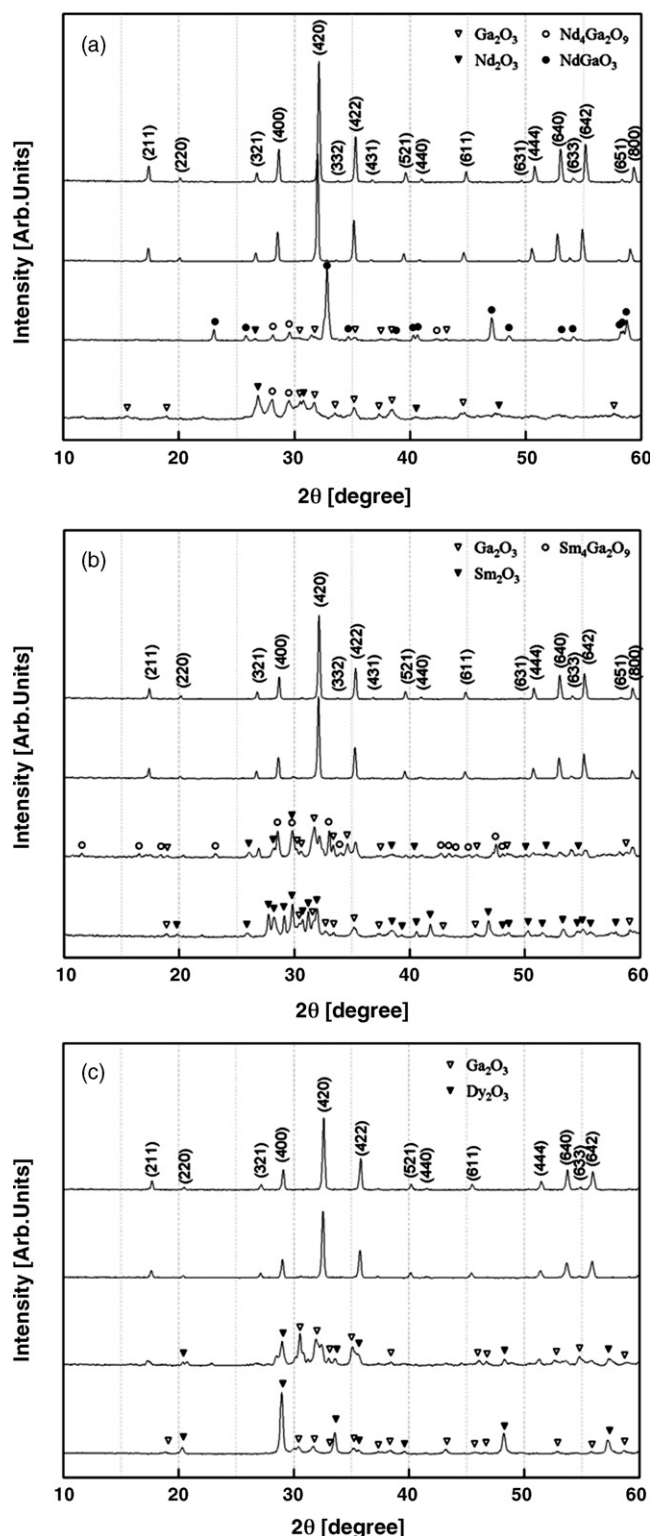 (a)
▽ Ga₂O₃ ○ Nd₄Ga₂O₉
▼ Nd₂O₃ ● NdGaO₃
(211) (220) (321) (400) (420) (332) (422) (431) (521) (440) (611) (631) (444) (640) (633) (642) (651) (800)
Intensity [Arb.Units]
10 20 30 40 50 60
2θ [degree]
(b)
▽ Ga₂O₃ ○ Sm₄Ga₂O₉
▼ Sm₂O₃
(211) (220) (321) (400) (420) (332) (422) (431) (521) (440) (611) (631) (444) (640) (633) (642) (651) (800)
Intensity [Arb.Units]
10 20 30 40 50 60
2θ [degree]
(c)
▽ Ga₂O₃
▼ Dy₂O₃
(211) (220) (321) (400) (420) (422) (521) (440) (611) (444) (640) (633) (642)
Intensity [Arb.Units]
10 20 30 40 50 60
2θ [degree]